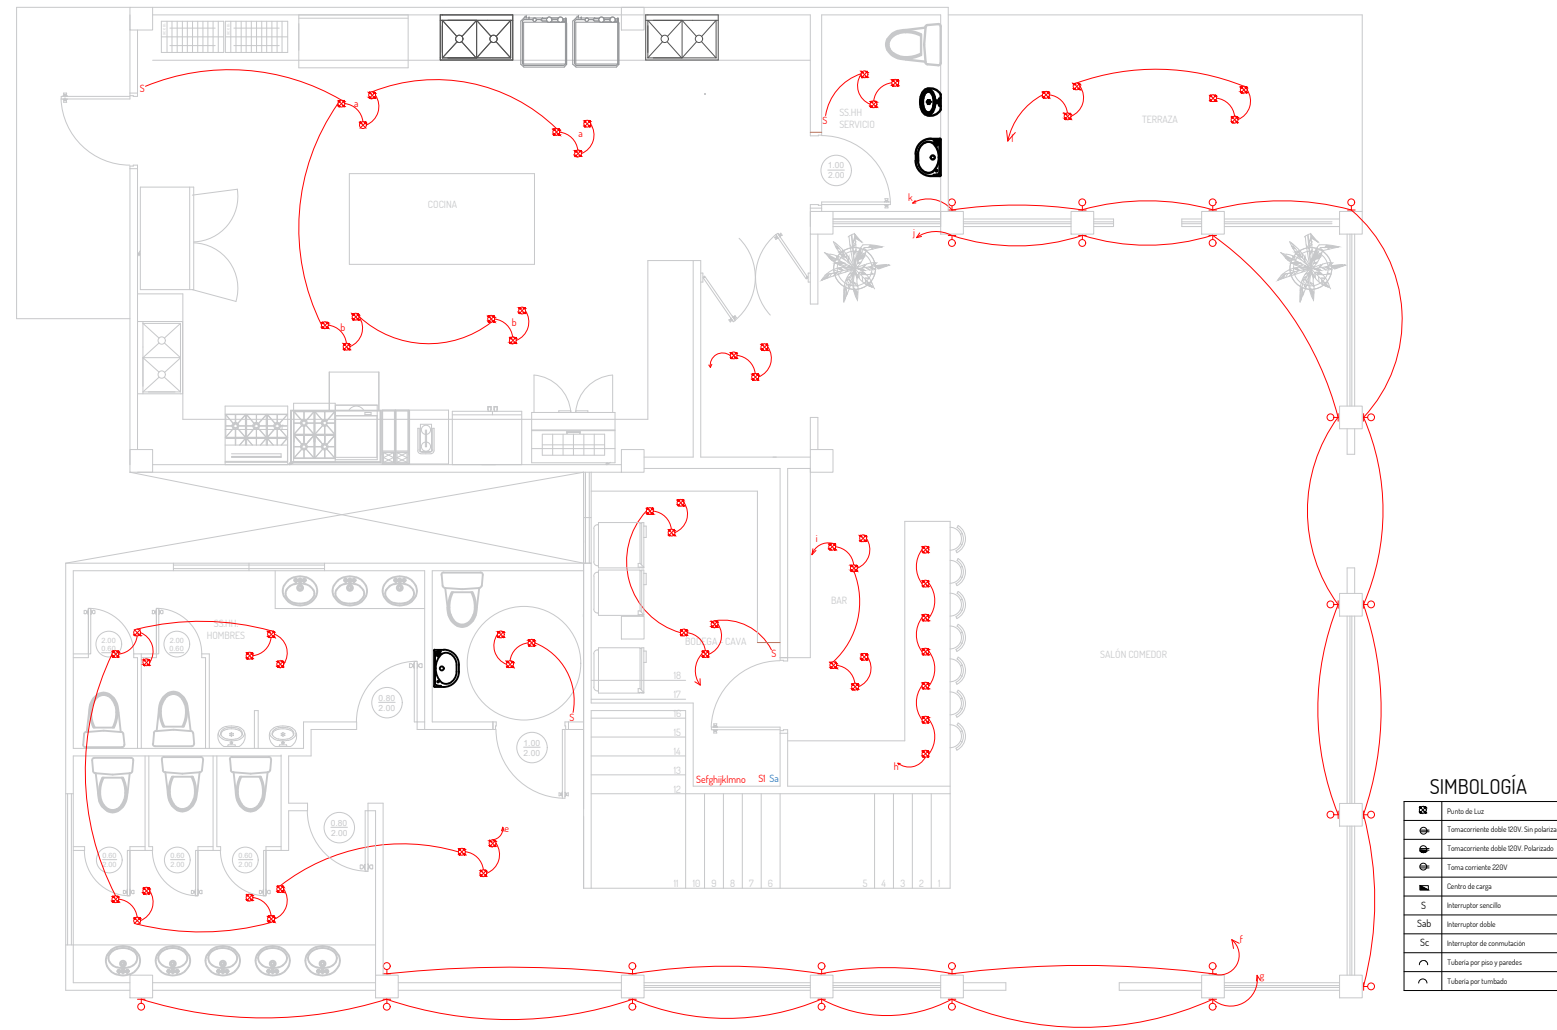 S
a
a
S
SS.HH
SERVICIO
1.00
2.00
TERRAZA
k
j
COCINA
b
b
i
BAR
BODEGA - CAVA
S
SALÓN COMEDOR
HOMBRES
2.00
0.60
2.00
0.60
0.80
2.00
S
1.00
2.00
18
17
16
15
14
13
12
Sefghijklmno
S1
Sa
h
0.80
2.00
e
0.60
2.00
0.60
2.00
0.60
2.00
11
10
9
8
7
6
5
4
3
2
1
f
g
SIMBOLOGÍA
Punto de Luz
Tomacorriente doble 120V. Sin polariza
Tomacorriente doble 120V. Polarizado
Toma corriente 220V
Centro de carga
S Interruptor sencillo
Sab Interruptor doble
Sc Interruptor de conmutación
Tubería por piso y paredes
Tubería por tumbado